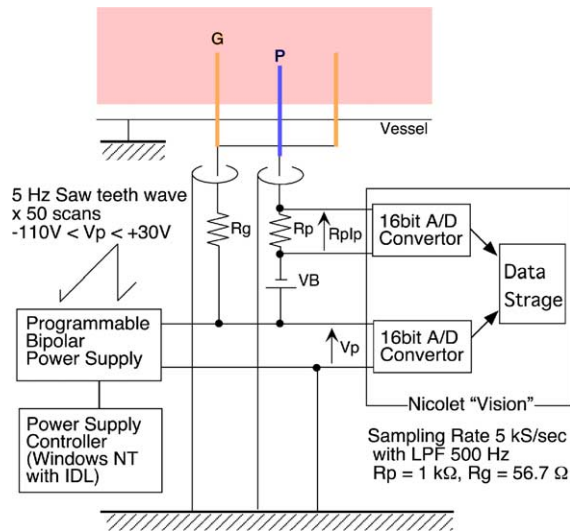 G
P
Vessel
5 Hz Saw teeth wave
x 50 scans
-110V < Vp < +30V
Rg
Rp
RpIp
VB
16bit A/D
Convertor
Data
Strage
Programmable
Bipolar
Power Supply
Vp
16bit A/D
Convertor
Nicolet “Vision”
Power Supply
Controller
(Windows NT
with IDL)
Sampling Rate 5 kS/sec
with LPF 500 Hz
Rp = 1 kΩ, Rg = 56.7 Ω